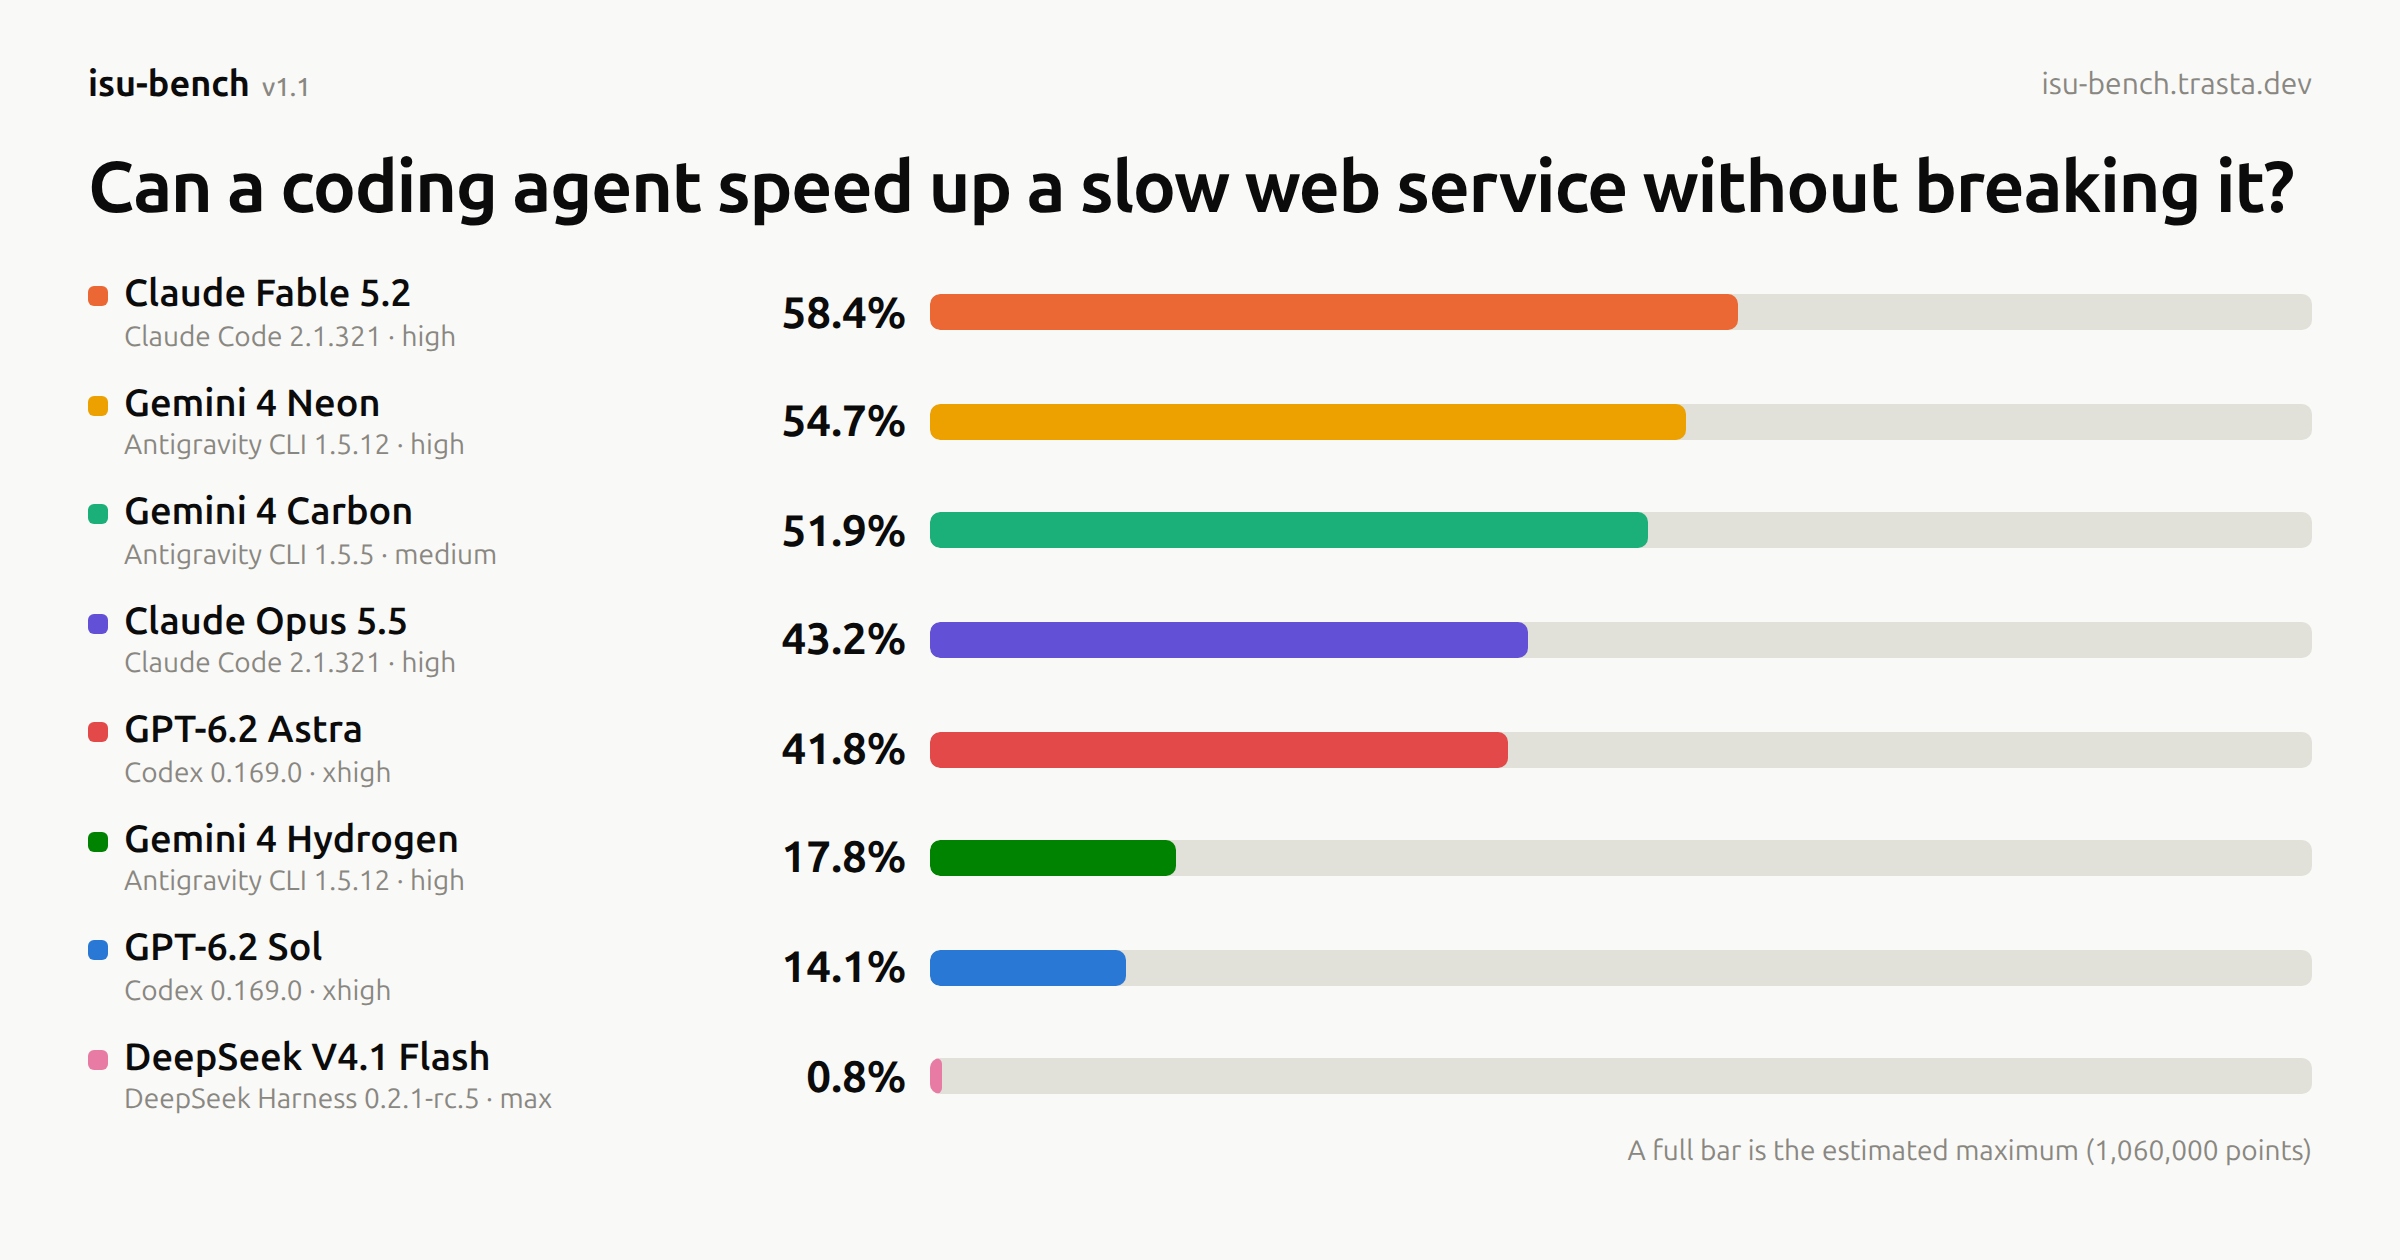 isu-bench v1.1
isu-bench.trasta.dev
Can a coding agent speed up a slow web service without breaking it?
Claude Fable 5.2
Claude Code 2.1.321 · high
58.4%
Gemini 4 Neon
Antigravity CLI 1.5.12 · high
54.7%
Gemini 4 Carbon
Antigravity CLI 1.5.5 · medium
51.9%
Claude Opus 5.5
Claude Code 2.1.321 · high
43.2%
GPT-6.2 Astra
Codex 0.169.0 · xhigh
41.8%
Gemini 4 Hydrogen
Antigravity CLI 1.5.12 · high
17.8%
GPT-6.2 Sol
Codex 0.169.0 · xhigh
14.1%
DeepSeek V4.1 Flash
DeepSeek Harness 0.2.1-rc.5 · max
0.8%
A full bar is the estimated maximum (1,060,000 points)